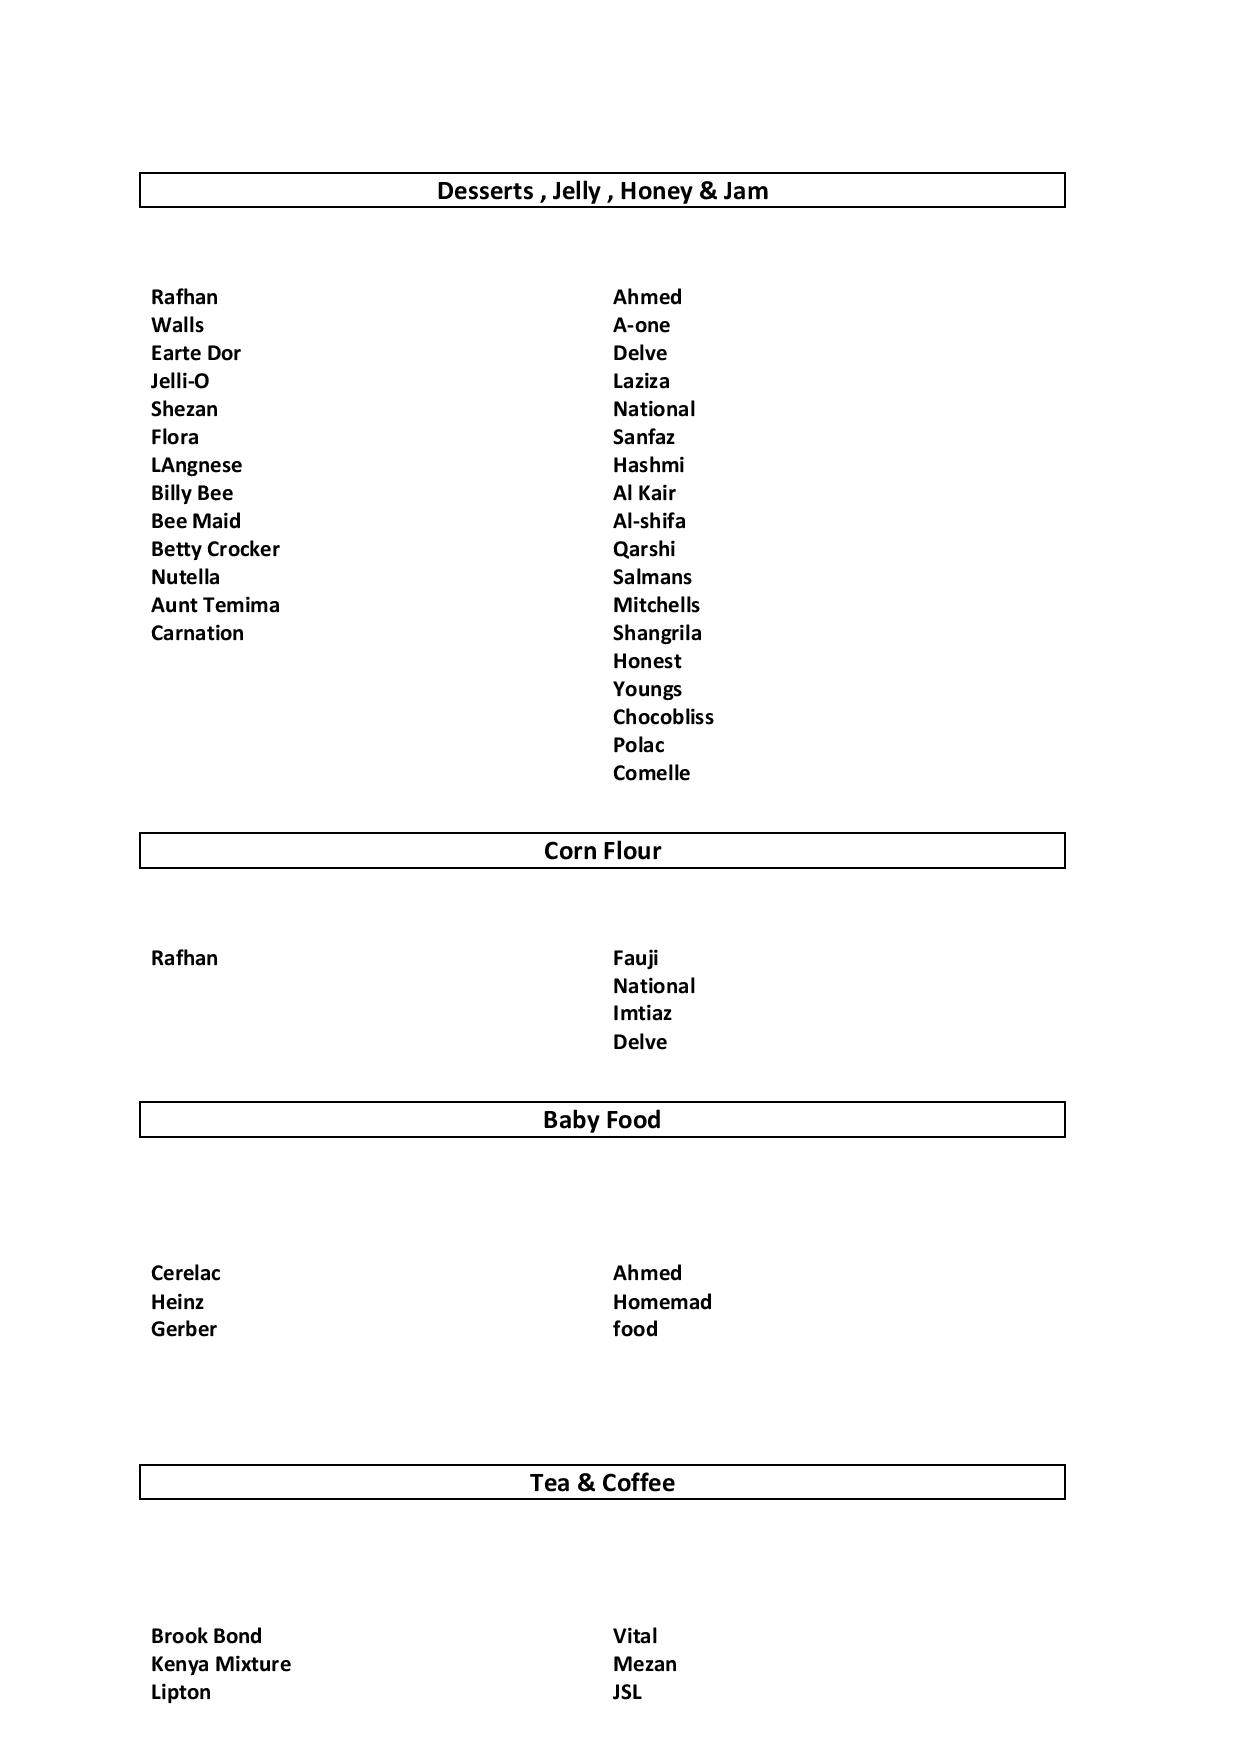 Desserts , Jelly , Honey & Jam
Rafhan
Walls
Earte Dor
Jelli-O
Shezan
Flora
LAngnese
Billy Bee
Bee Maid
Betty Crocker
Nutella
Aunt Temima
Carnation
Ahmed
A-one
Delve
Laziza
National
Sanfaz
Hashmi
Al Kair
Al-shifa
Qarshi
Salmans
Mitchells
Shangrila
Honest
Youngs
Chocobliss
Polac
Comelle
Corn Flour
Rafhan
Fauji
National
Imtiaz
Delve
Baby Food
Cerelac
Heinz
Gerber
Ahmed
Homemad
food
Tea & Coffee
Brook Bond
Kenya Mixture
Lipton
Vital
Mezan
JSL